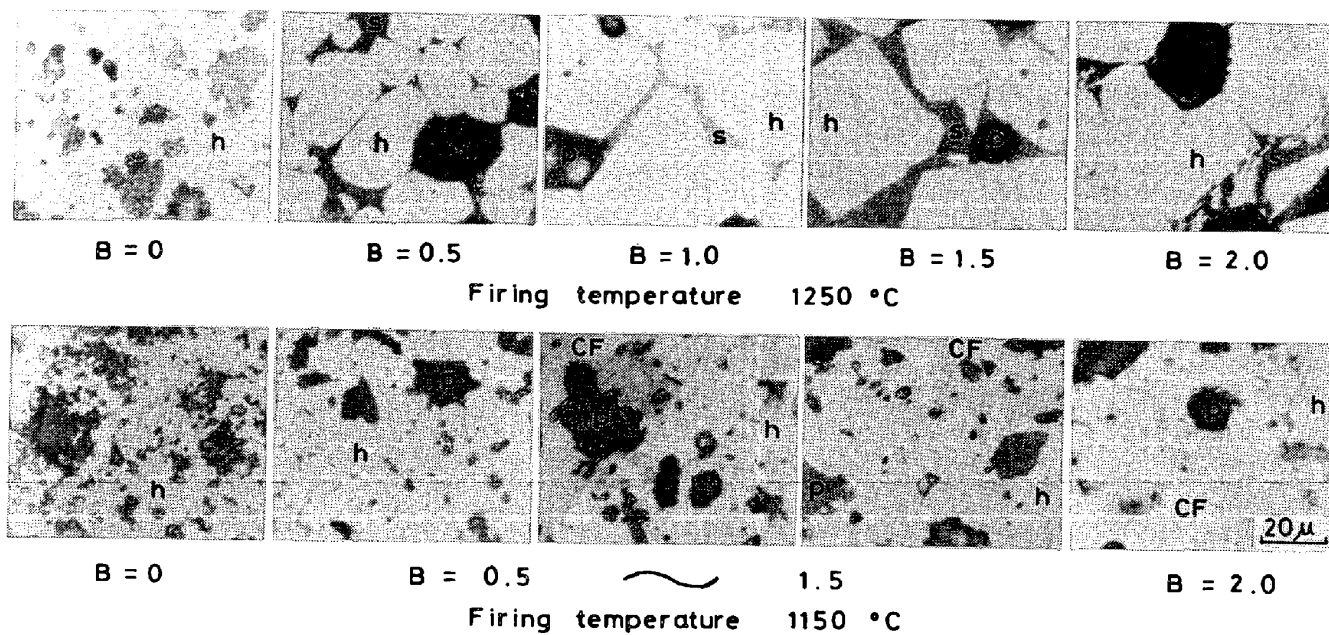 s h h s h h s p h s
B = 0 B = 0.5 B = 1.0 B = 1.5 B = 2.0
Firing temperature 1250 °C
CF CF
h h h h h
P
CF
20μ
B = 0 B = 0.5 ～ 1.5 B = 2.0
Firing temperature 1150 °C